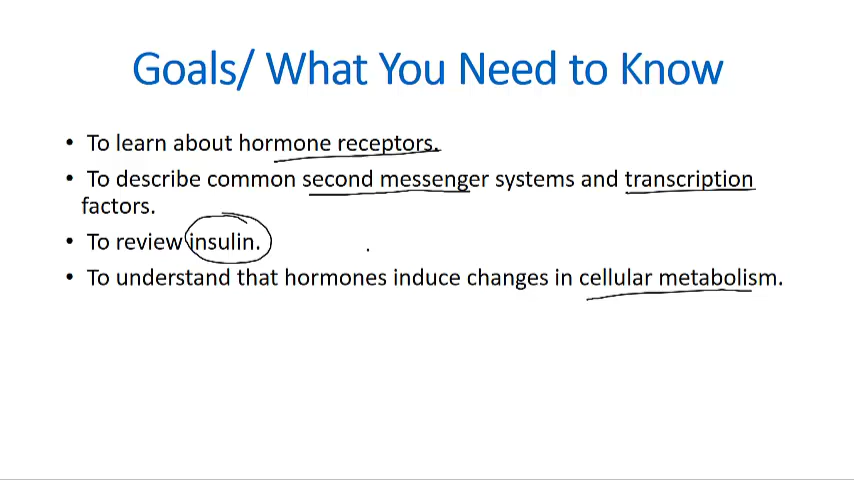 Goals/ What You Need to Know
• To learn about hormone receptors.
• To describe common second messenger systems and transcription
factors.
• To review insulin.
• To understand that hormones induce changes in cellular metabolism.